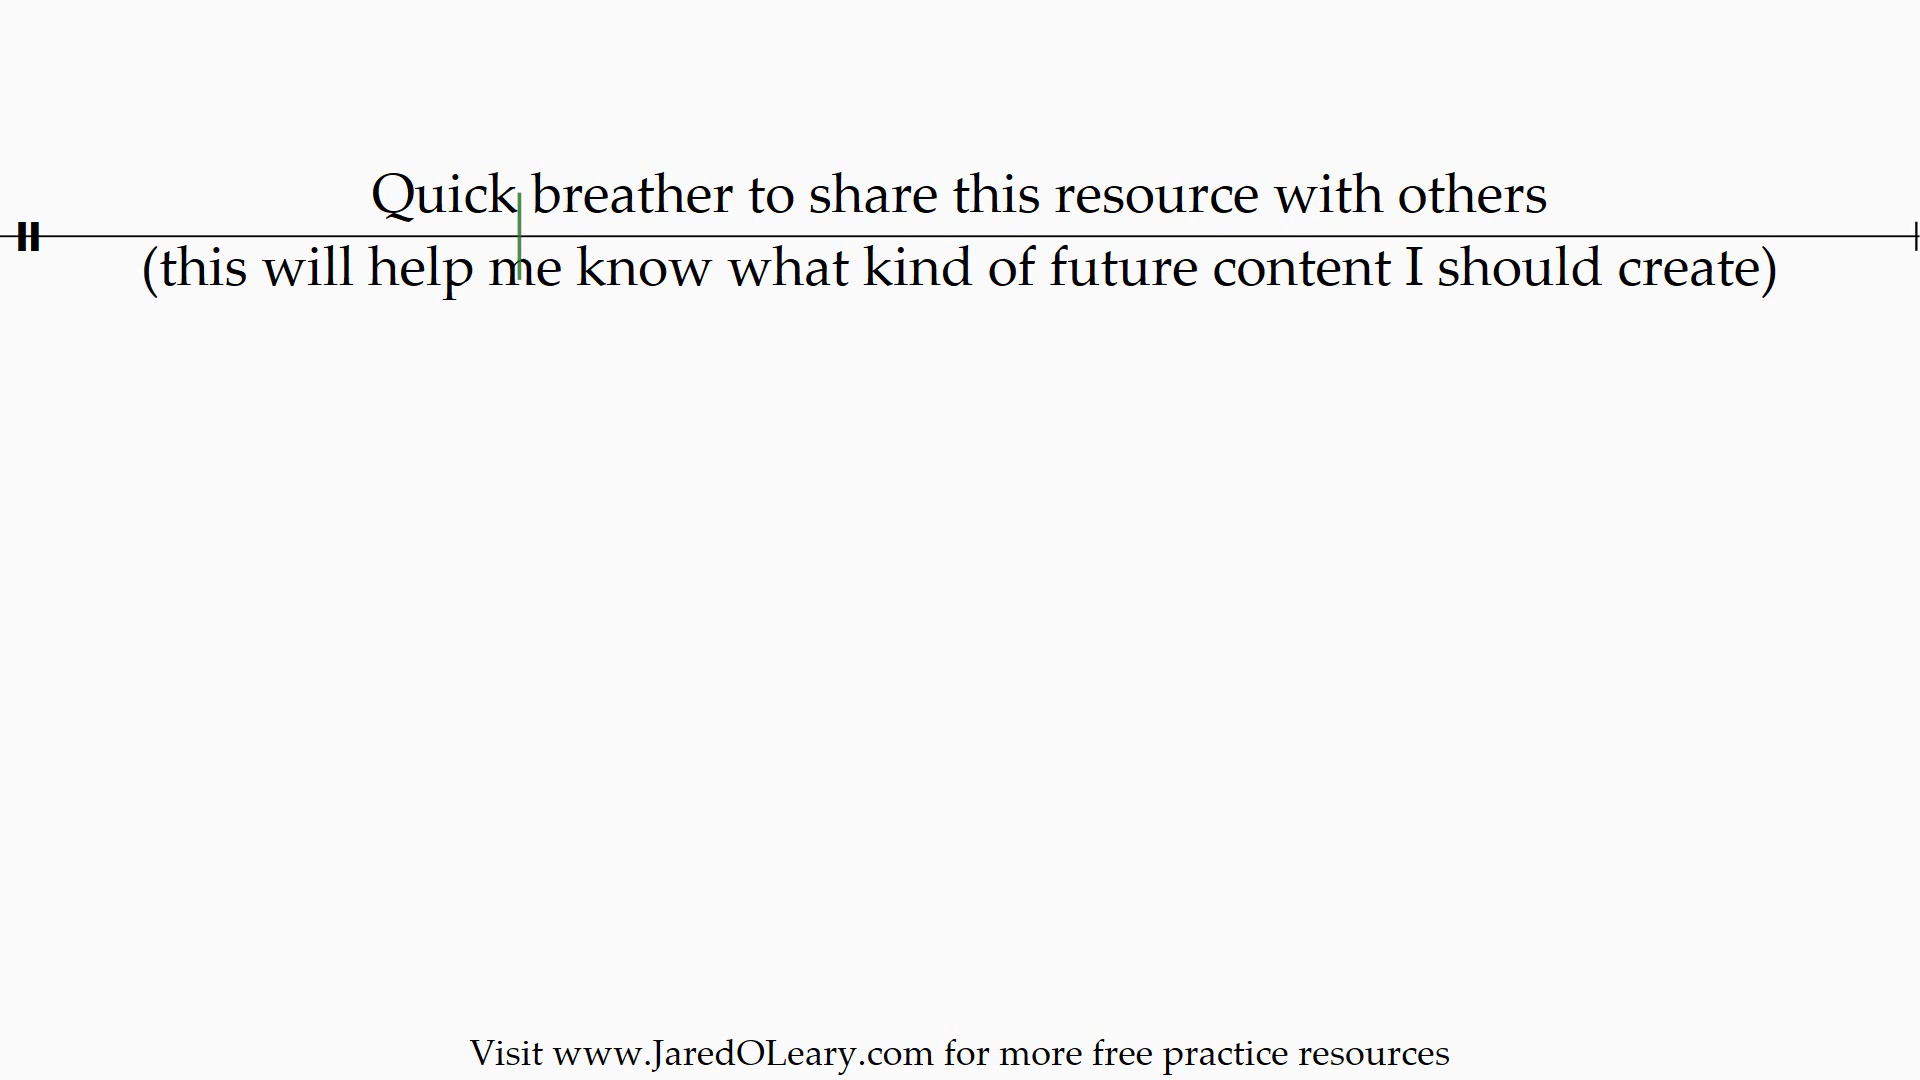 Quick breather to share this resource with others
(this will help me know what kind of future content I should create)
Visit www.JaredOLeary.com for more free practice resources